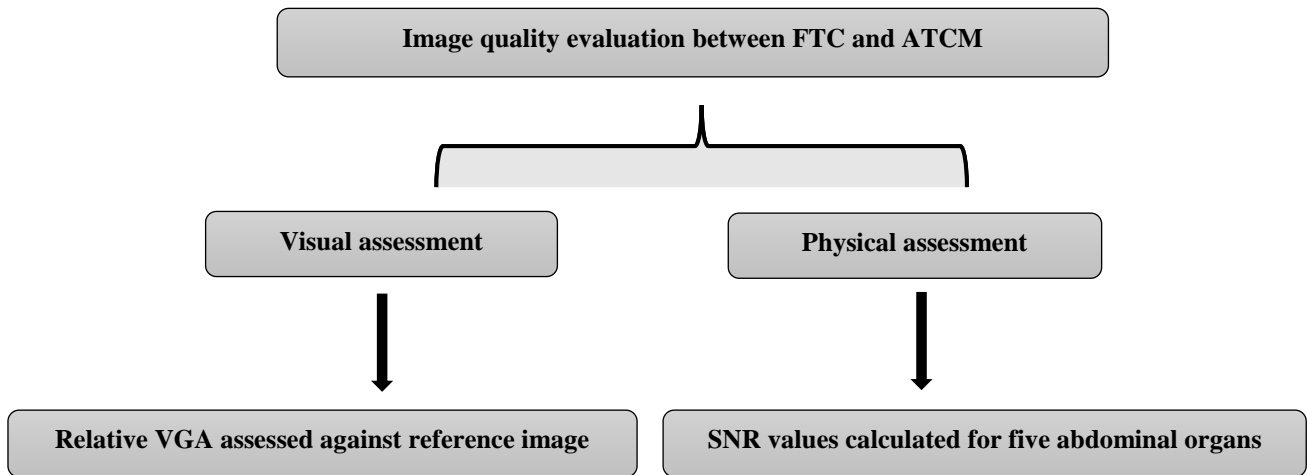 Image quality evaluation between FTC and ATCM
Visual assessment
Physical assessment
Relative VGA assessed against reference image
SNR values calculated for five abdominal organs